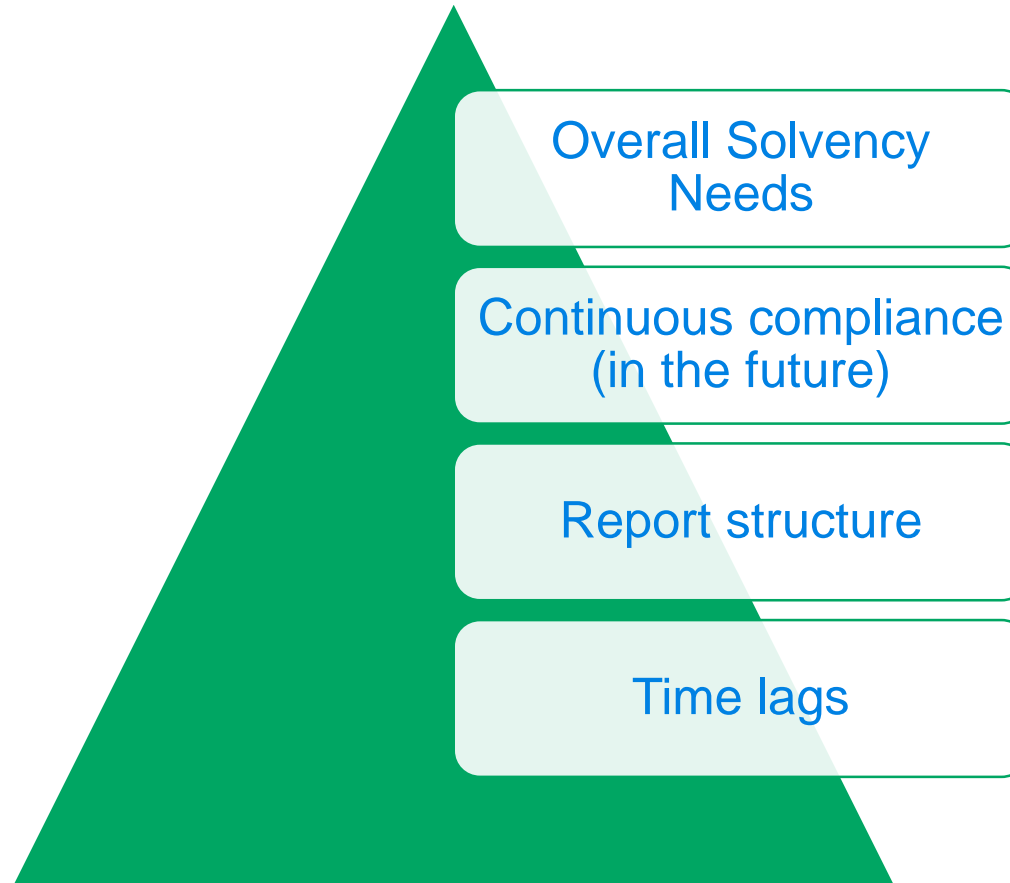 Overall Solvency
Needs
Continuous compliance
(in the future)
Report structure
Time lags